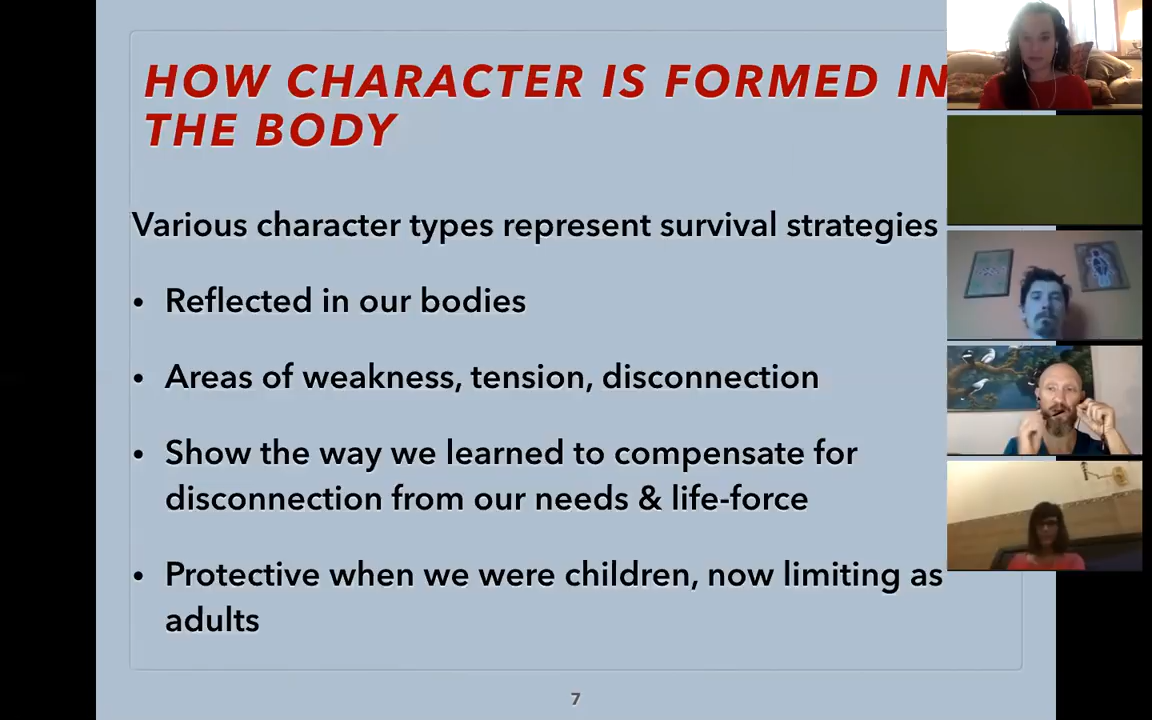 HOW CHARACTER IS FORMED IN
THE BODY
Various character types represent survival strategies
• Reflected in our bodies
• Areas of weakness, tension, disconnection
• Show the way we learned to compensate for
disconnection from our needs & life-force
• Protective when we were children, now limiting as
adults
7